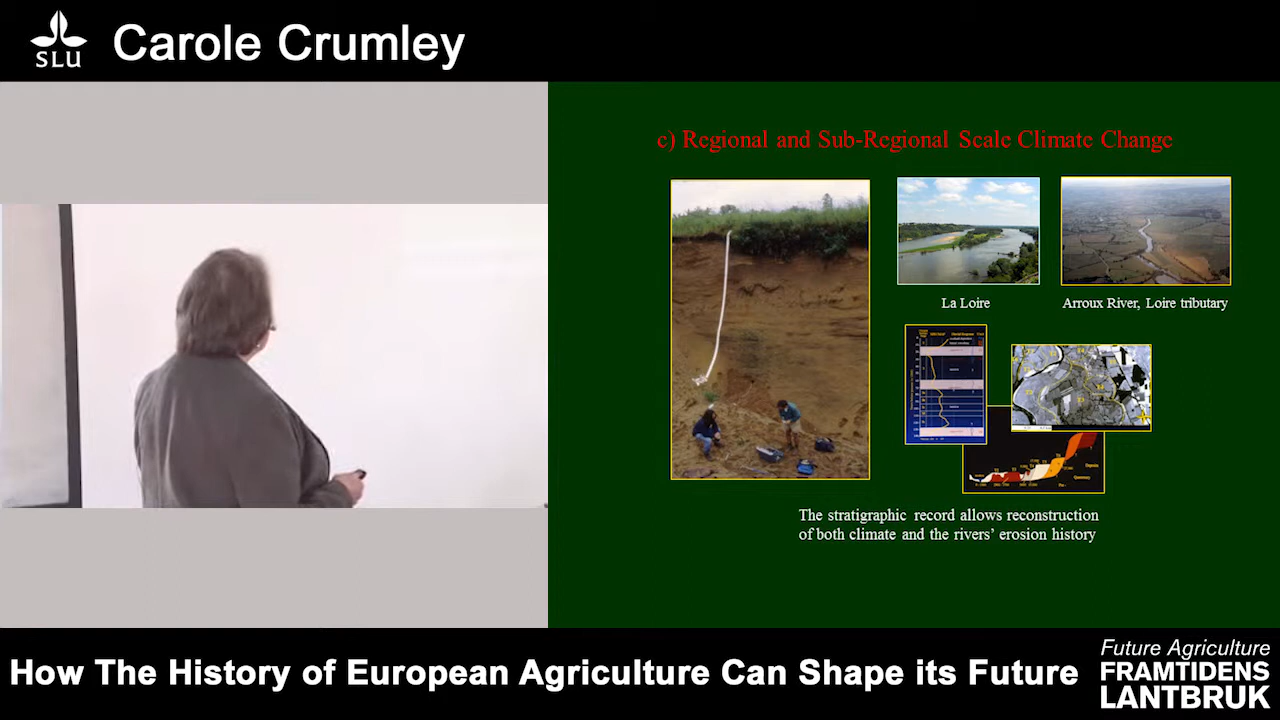 SLU
Carole Crumley
c) Regional and Sub-Regional Scale Climate Change
La Loire
Arroux River, Loire tributary
The stratigraphic record allows reconstruction
of both climate and the rivers' erosion history
How The History of European Agriculture Can Shape its Future
Future Agriculture
FRAMTIDENS
LANTBRUK